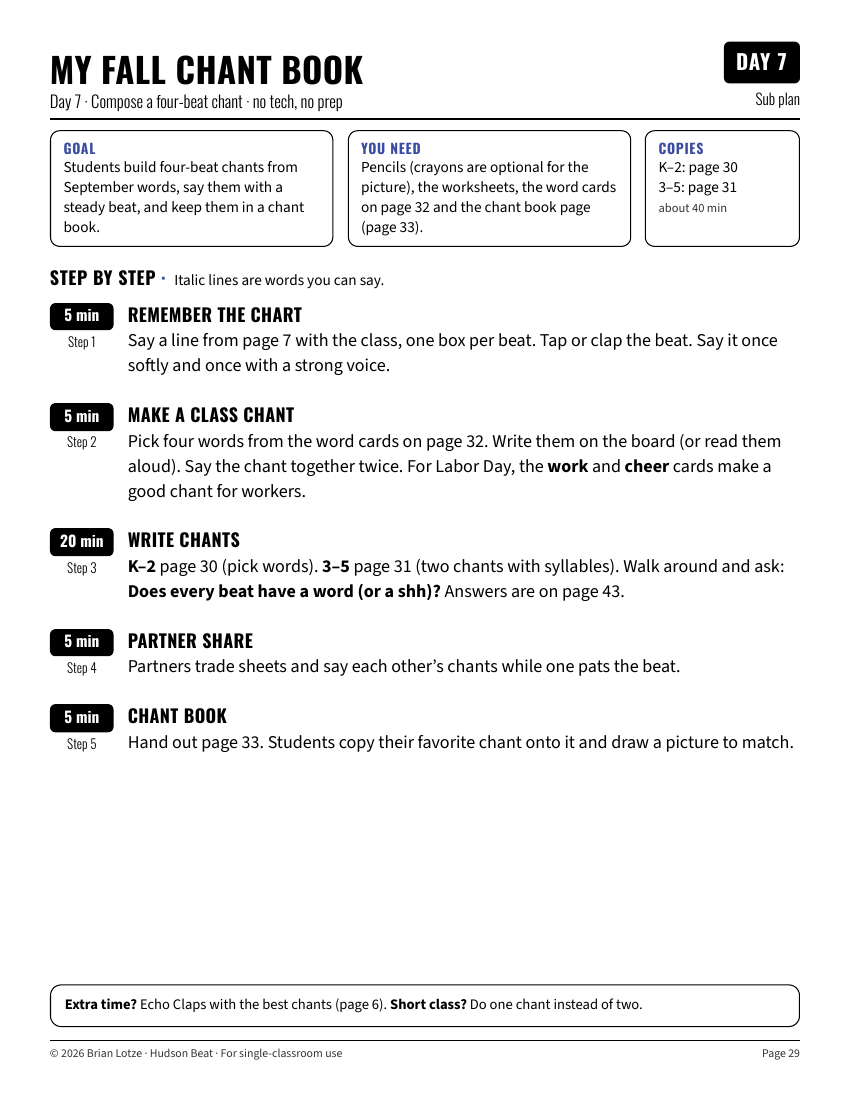 MY FALL CHANT BOOK
DAY 7
Day 7 · Compose a four-beat chant · no tech, no prep
Sub plan
GOAL
Students build four-beat chants from
September words, say them with a
steady beat, and keep them in a chant
book.
YOU NEED
Pencils (crayons are optional for the
picture), the worksheets, the word cards
on page 32 and the chant book page
(page 33).
COPIES
K–2: page 30
3–5: page 31
about 40 min
STEP BY STEP · Italic lines are words you can say.
5 min
Step 1
REMEMBER THE CHART
Say a line from page 7 with the class, one box per beat. Tap or clap the beat. Say it once
softly and once with a strong voice.
5 min
Step 2
MAKE A CLASS CHANT
Pick four words from the word cards on page 32. Write them on the board (or read them
aloud). Say the chant together twice. For Labor Day, the work and cheer cards make a
good chant for workers.
20 min
Step 3
WRITE CHANTS
K–2 page 30 (pick words). 3–5 page 31 (two chants with syllables). Walk around and ask:
Does every beat have a word (or a shh)? Answers are on page 43.
5 min
Step 4
PARTNER SHARE
Partners trade sheets and say each other’s chants while one pats the beat.
5 min
Step 5
CHANT BOOK
Hand out page 33. Students copy their favorite chant onto it and draw a picture to match.
Extra time? Echo Claps with the best chants (page 6). Short class? Do one chant instead of two.
© 2026 Brian Lotze · Hudson Beat · For single-classroom use
Page 29